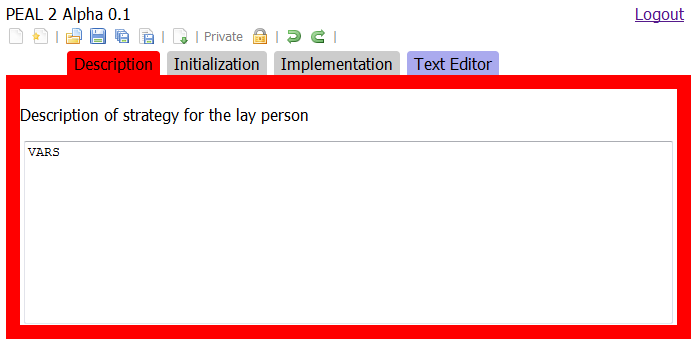 PEAL 2 Alpha 0.1 Logout
Private
Description Initialization Implementation Text Editor
Description of strategy for the lay person
VARS